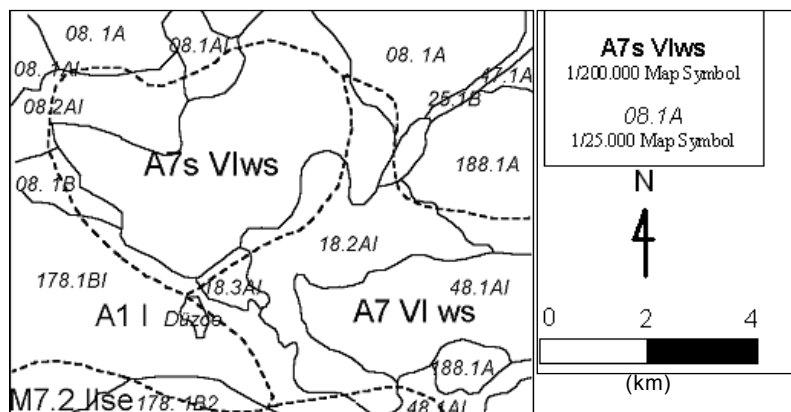 08. 1A
08.1AI
08. 1A
08. 1AI
47.1A
08.2AI
25.1B
A7s VIws
188.1A
08. 1B
18.2AI
178.1BI
18.3AI
48.1AI
A1 I
A7 VI ws
188.1A
M7.2 IIse
178. 1B2
48.1AI
A7s VIws
1/200.000 Map Symbol
08.1A
1/25.000 Map Symbol
N
0 2 4
(km)